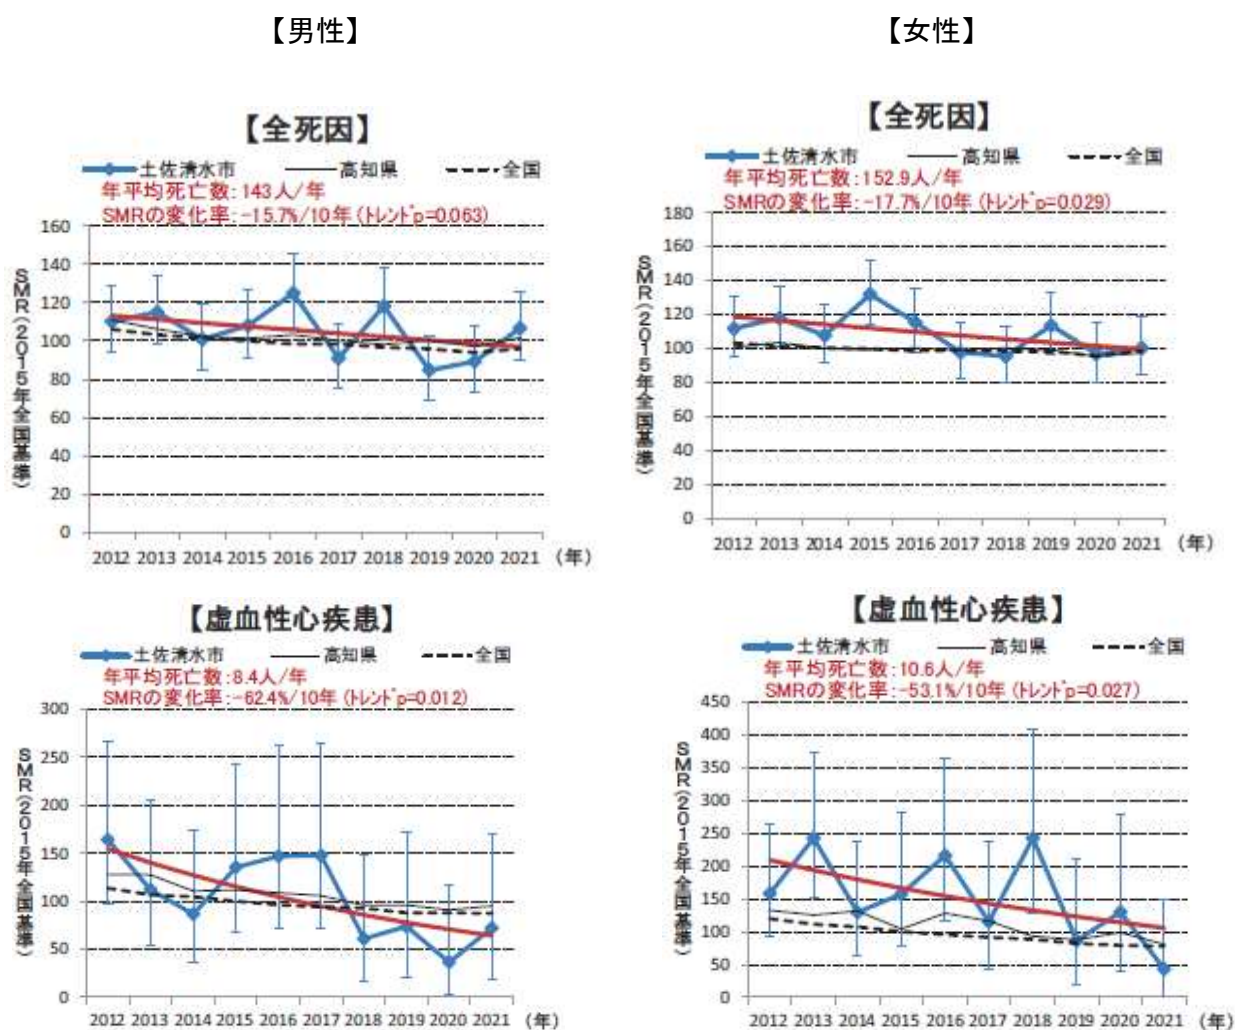 【男性】
【女性】
【全死因】
土佐清水市 高知県 全国
年平均死亡数:143人/年
SMRの変化率:-15.7%/10年 (トレンドp=0.063)
SMR(2015年全国基準)
160
140
120
100
80
60
40
20
0
2012 2013 2014 2015 2016 2017 2018 2019 2020 2021 (年)
【全死因】
土佐清水市 高知県 全国
年平均死亡数:152.9人/年
SMRの変化率:-17.7%/10年 (トレンドp=0.029)
SMR(2015年全国基準)
180
160
140
120
100
80
60
40
20
0
2012 2013 2014 2015 2016 2017 2018 2019 2020 2021 (年)
【虚血性心疾患】
土佐清水市 高知県 全国
年平均死亡数:8.4人/年
SMRの変化率:-62.4%/10年 (トレンドp=0.012)
SMR(2015年全国基準)
300
250
200
150
100
50
0
2012 2013 2014 2015 2016 2017 2018 2019 2020 2021 (年)
【虚血性心疾患】
土佐清水市 高知県 全国
年平均死亡数:10.6人/年
SMRの変化率:-53.1%/10年 (トレンドp=0.027)
SMR(2015年全国基準)
450
400
350
300
250
200
150
100
50
0
2012 2013 2014 2015 2016 2017 2018 2019 2020 2021 (年)